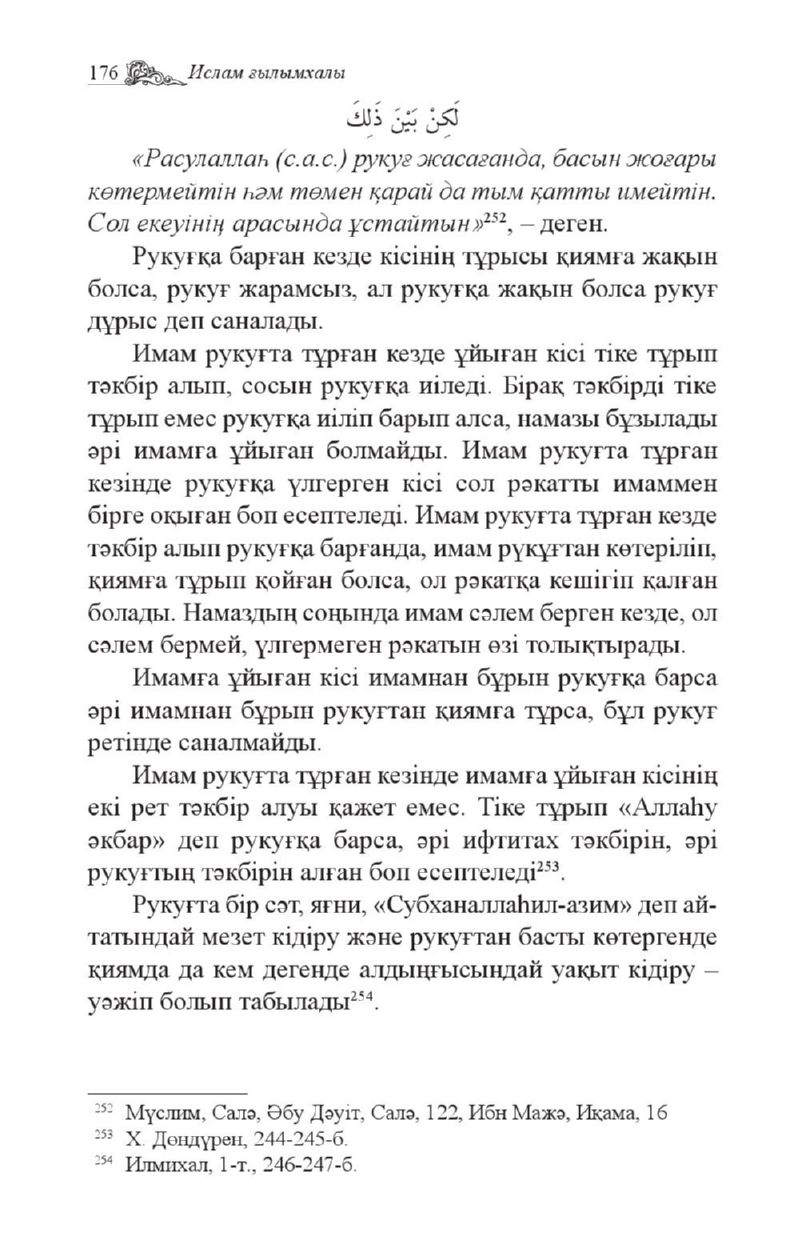 176 Ислам ғылымхалы
لَكِنْ بَيْنَ ذَلِكَ
«Расулаллаһ (с.а.с.) рукуғ жасағанда, басын жоғары
көтермейтін һәм төмен қарай да тым қатты имейтін.
Сол екеуінің арасында ұстайтын»²⁵², – деген.
Рукуғқа барған кезде кісінің тұрысы қиямға жақын
болса, рукуғ жарамсыз, ал рукуғқа жақын болса рукуғ
дұрыс деп саналады.
Имам рукуғта тұрған кезде ұйыған кісі тіке тұрып
тәкбір алып, сосын рукуғқа иіледі. Бірақ тәкбірді тіке
тұрып емес рукуғқа иіліп барып алса, намазы бұзылады
әрі имамға ұйыған болмайды. Имам рукуғта тұрған
кезінде рукуғқа үлгерген кісі сол рәкатты имаммен
бірге оқыған боп есептеледі. Имам рукуғта тұрған кезде
тәкбір алып рукуғқа барғанда, имам рүкұғтан көтеріліп,
қиямға тұрып қойған болса, ол рәкатқа кешігіп қалған
болады. Намаздың соңында имам сәлем берген кезде, ол
сәлем бермей, үлгермеген рәкатын өзі толықтырады.
Имамға ұйыған кісі имамнан бұрын рукуғқа барса
әрі имамнан бұрын рукуғтан қиямға тұрса, бұл рукуғ
ретінде саналмайды.
Имам рукуғта тұрған кезінде имамға ұйыған кісінің
екі рет тәкбір алуы қажет емес. Тіке тұрып «Аллаһу
әкбар» деп рукуғқа барса, әрі ифтитах тәкбірін, әрі
рукуғтың тәкбірін алған боп есептеледі²⁵³.
Рукуғта бір сәт, яғни, «Субханаллаһил-азим» деп ай-
татындай мезет кідіру және рукуғтан басты көтергенде
қиямда да кем дегенде алдыңғысындай уақыт кідіру –
уәжіп болып табылады²⁵⁴.
²⁵² Мүслим, Салә, Әбу Дәуіт, Салә, 122, Ибн Мажә, Иқама, 16
²⁵³ Х. Дөндүрен, 244-245-б.
²⁵⁴ Илмихал, 1-т., 246-247-б.